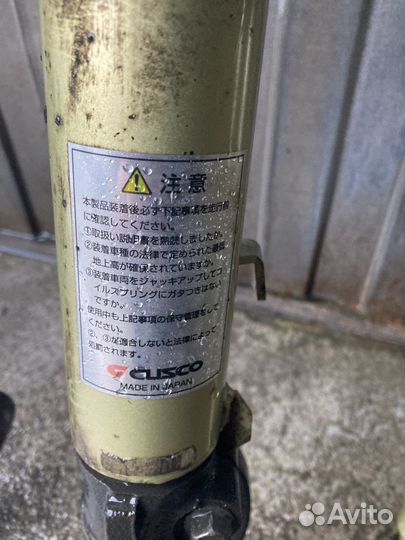 注意
本製品装着後必ず下記事項を走行前
に確認してください。
①取扱い説明書を熟読しましたか。
②装着車種の法律で定められた最低
地上高が確保されていますか。
③装着車両をジャッキアップしてコ
イルスプリングにガタつきはない
ですか。
使用中も上記事項の保守管理をして
ください。
②、③が適合しないと法律によって
処罰されます。
CUSCO
MADE IN JAPAN
Avito